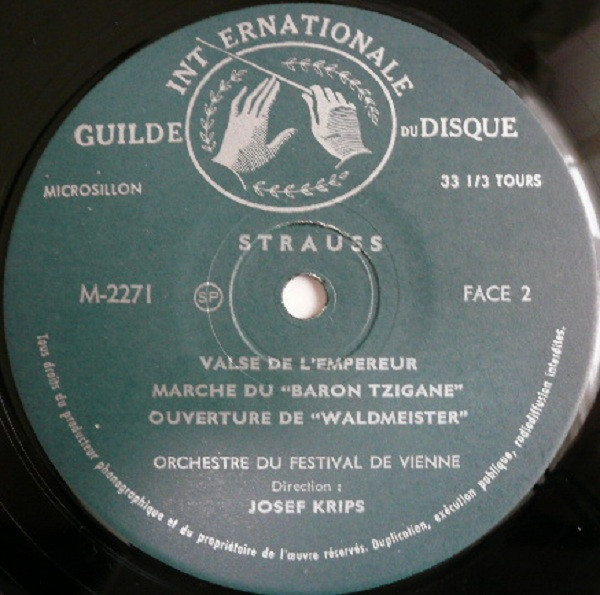 INTERNATIONALE
GUILDE DU DISQUE
MICROSILLON
33 1/3 TOURS
STRAUSS
M-2271
SP
FACE 2
VALSE DE L'EMPEREUR
MARCHE DU "BARON TZIGANE"
OUVERTURE DE "WALDMEISTER"
ORCHESTRE DU FESTIVAL DE VIENNE
Direction :
JOSEF KRIPS
Tous droits du producteur phonographique et du propriétaire de l'œuvre réservés. Duplication, exécution publique, radiodiffusion interdites.